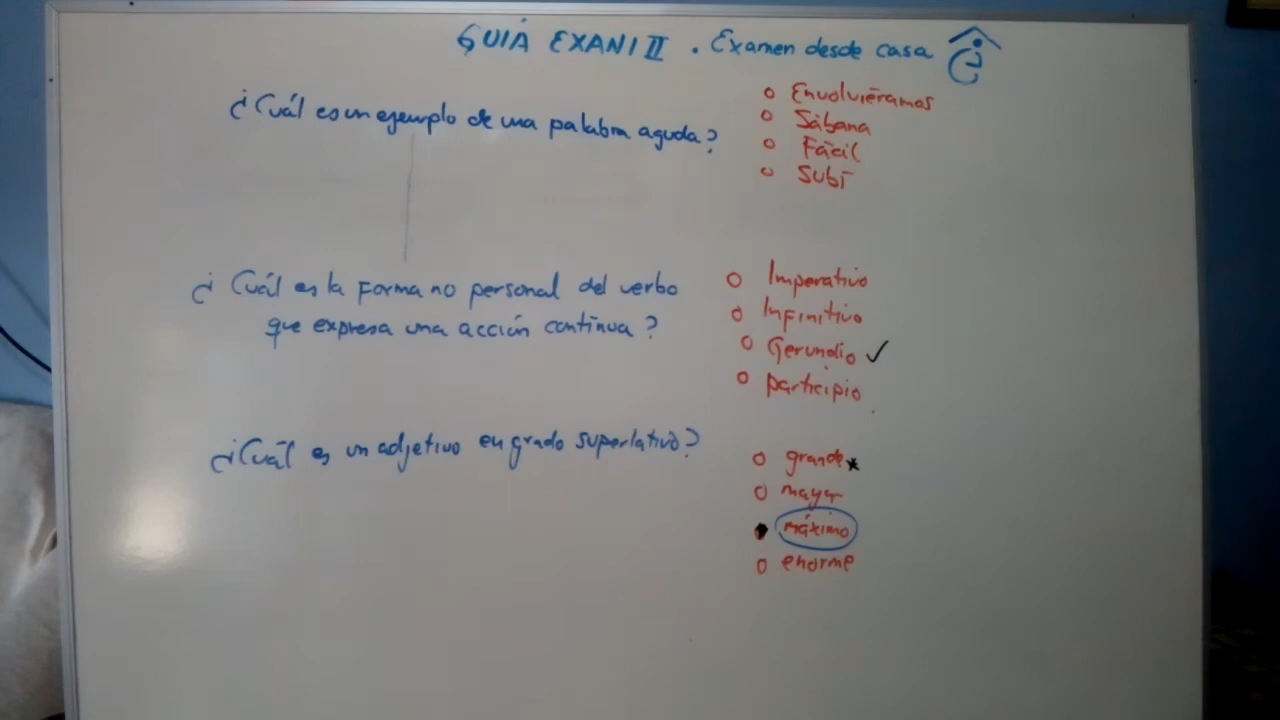 GUIÁ EXANI II . Examen desde casa
¿Cuál es un ejemplo de una palabra aguda?
Envolviéramos
Sábana
Fácil
Subí
¿Cuál es la forma no personal del verbo
que expresa una acción continua?
Imperativo
Infinitivo
Gerundio ✓
participio
¿Cuál es un adjetivo en grado superlativo?
grande*
mayor
máximo
enorme